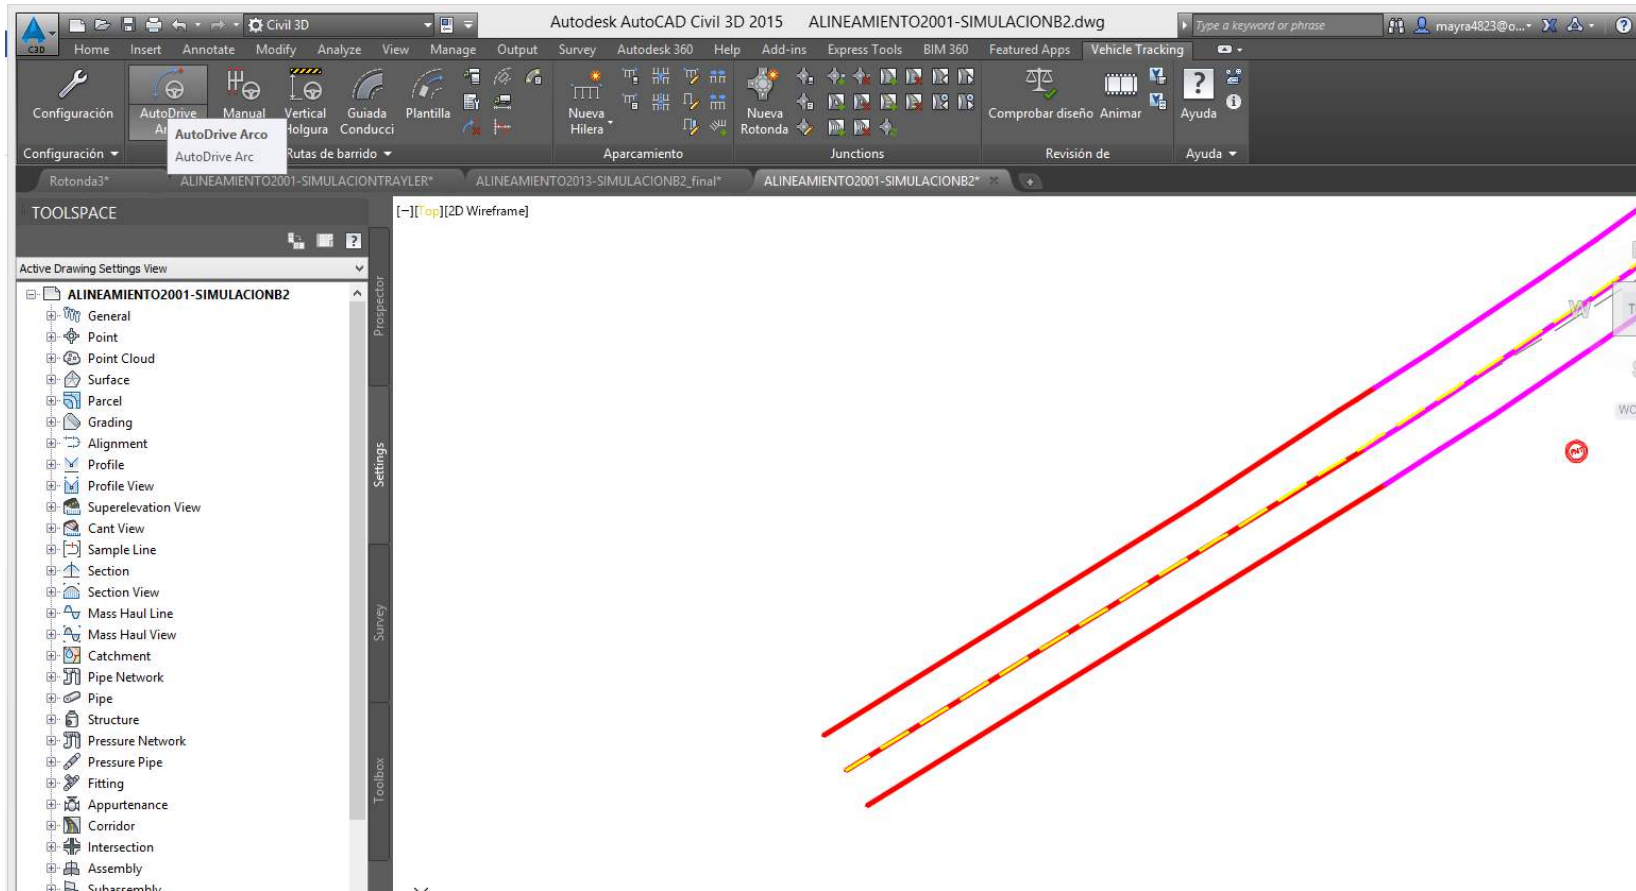 Civil 3D
Autodesk AutoCAD Civil 3D 2015 ALINEAMIENTO2001-SIMULACIONB2.dwg
Type a keyword or phrase
mayra4823@o...
C3D
Home Insert Annotate Modify Analyze View Manage Output Survey Autodesk 360 Help Add-ins Express Tools BIM 360 Featured Apps Vehicle Tracking
Configuración
AutoDrive
Manual
Vertical
Holgura
Guiada
Conducci
Plantilla
Nueva
Hilera
Nueva
Rotonda
Comprobar diseño
Animar
Ayuda
AutoDrive Arco
AutoDrive Arc
Configuración
Rutas de barrido
Aparcamiento
Junctions
Revisión de
Ayuda
Rotonda3*
ALINEAMIENTO2001-SIMULACIONTRAYLER*
ALINEAMIENTO2013-SIMULACIONB2_final*
ALINEAMIENTO2001-SIMULACIONB2*
TOOLSPACE
[−][Top][2D Wireframe]
Active Drawing Settings View
ALINEAMIENTO2001-SIMULACIONB2
General
Point
Point Cloud
Surface
Parcel
Grading
Alignment
Profile
Profile View
Superelevation View
Cant View
Sample Line
Section
Section View
Mass Haul Line
Mass Haul View
Catchment
Pipe Network
Pipe
Structure
Pressure Network
Pressure Pipe
Fitting
Appurtenance
Corridor
Intersection
Assembly
Subassembly
Prospector
Settings
Survey
Toolbox
W